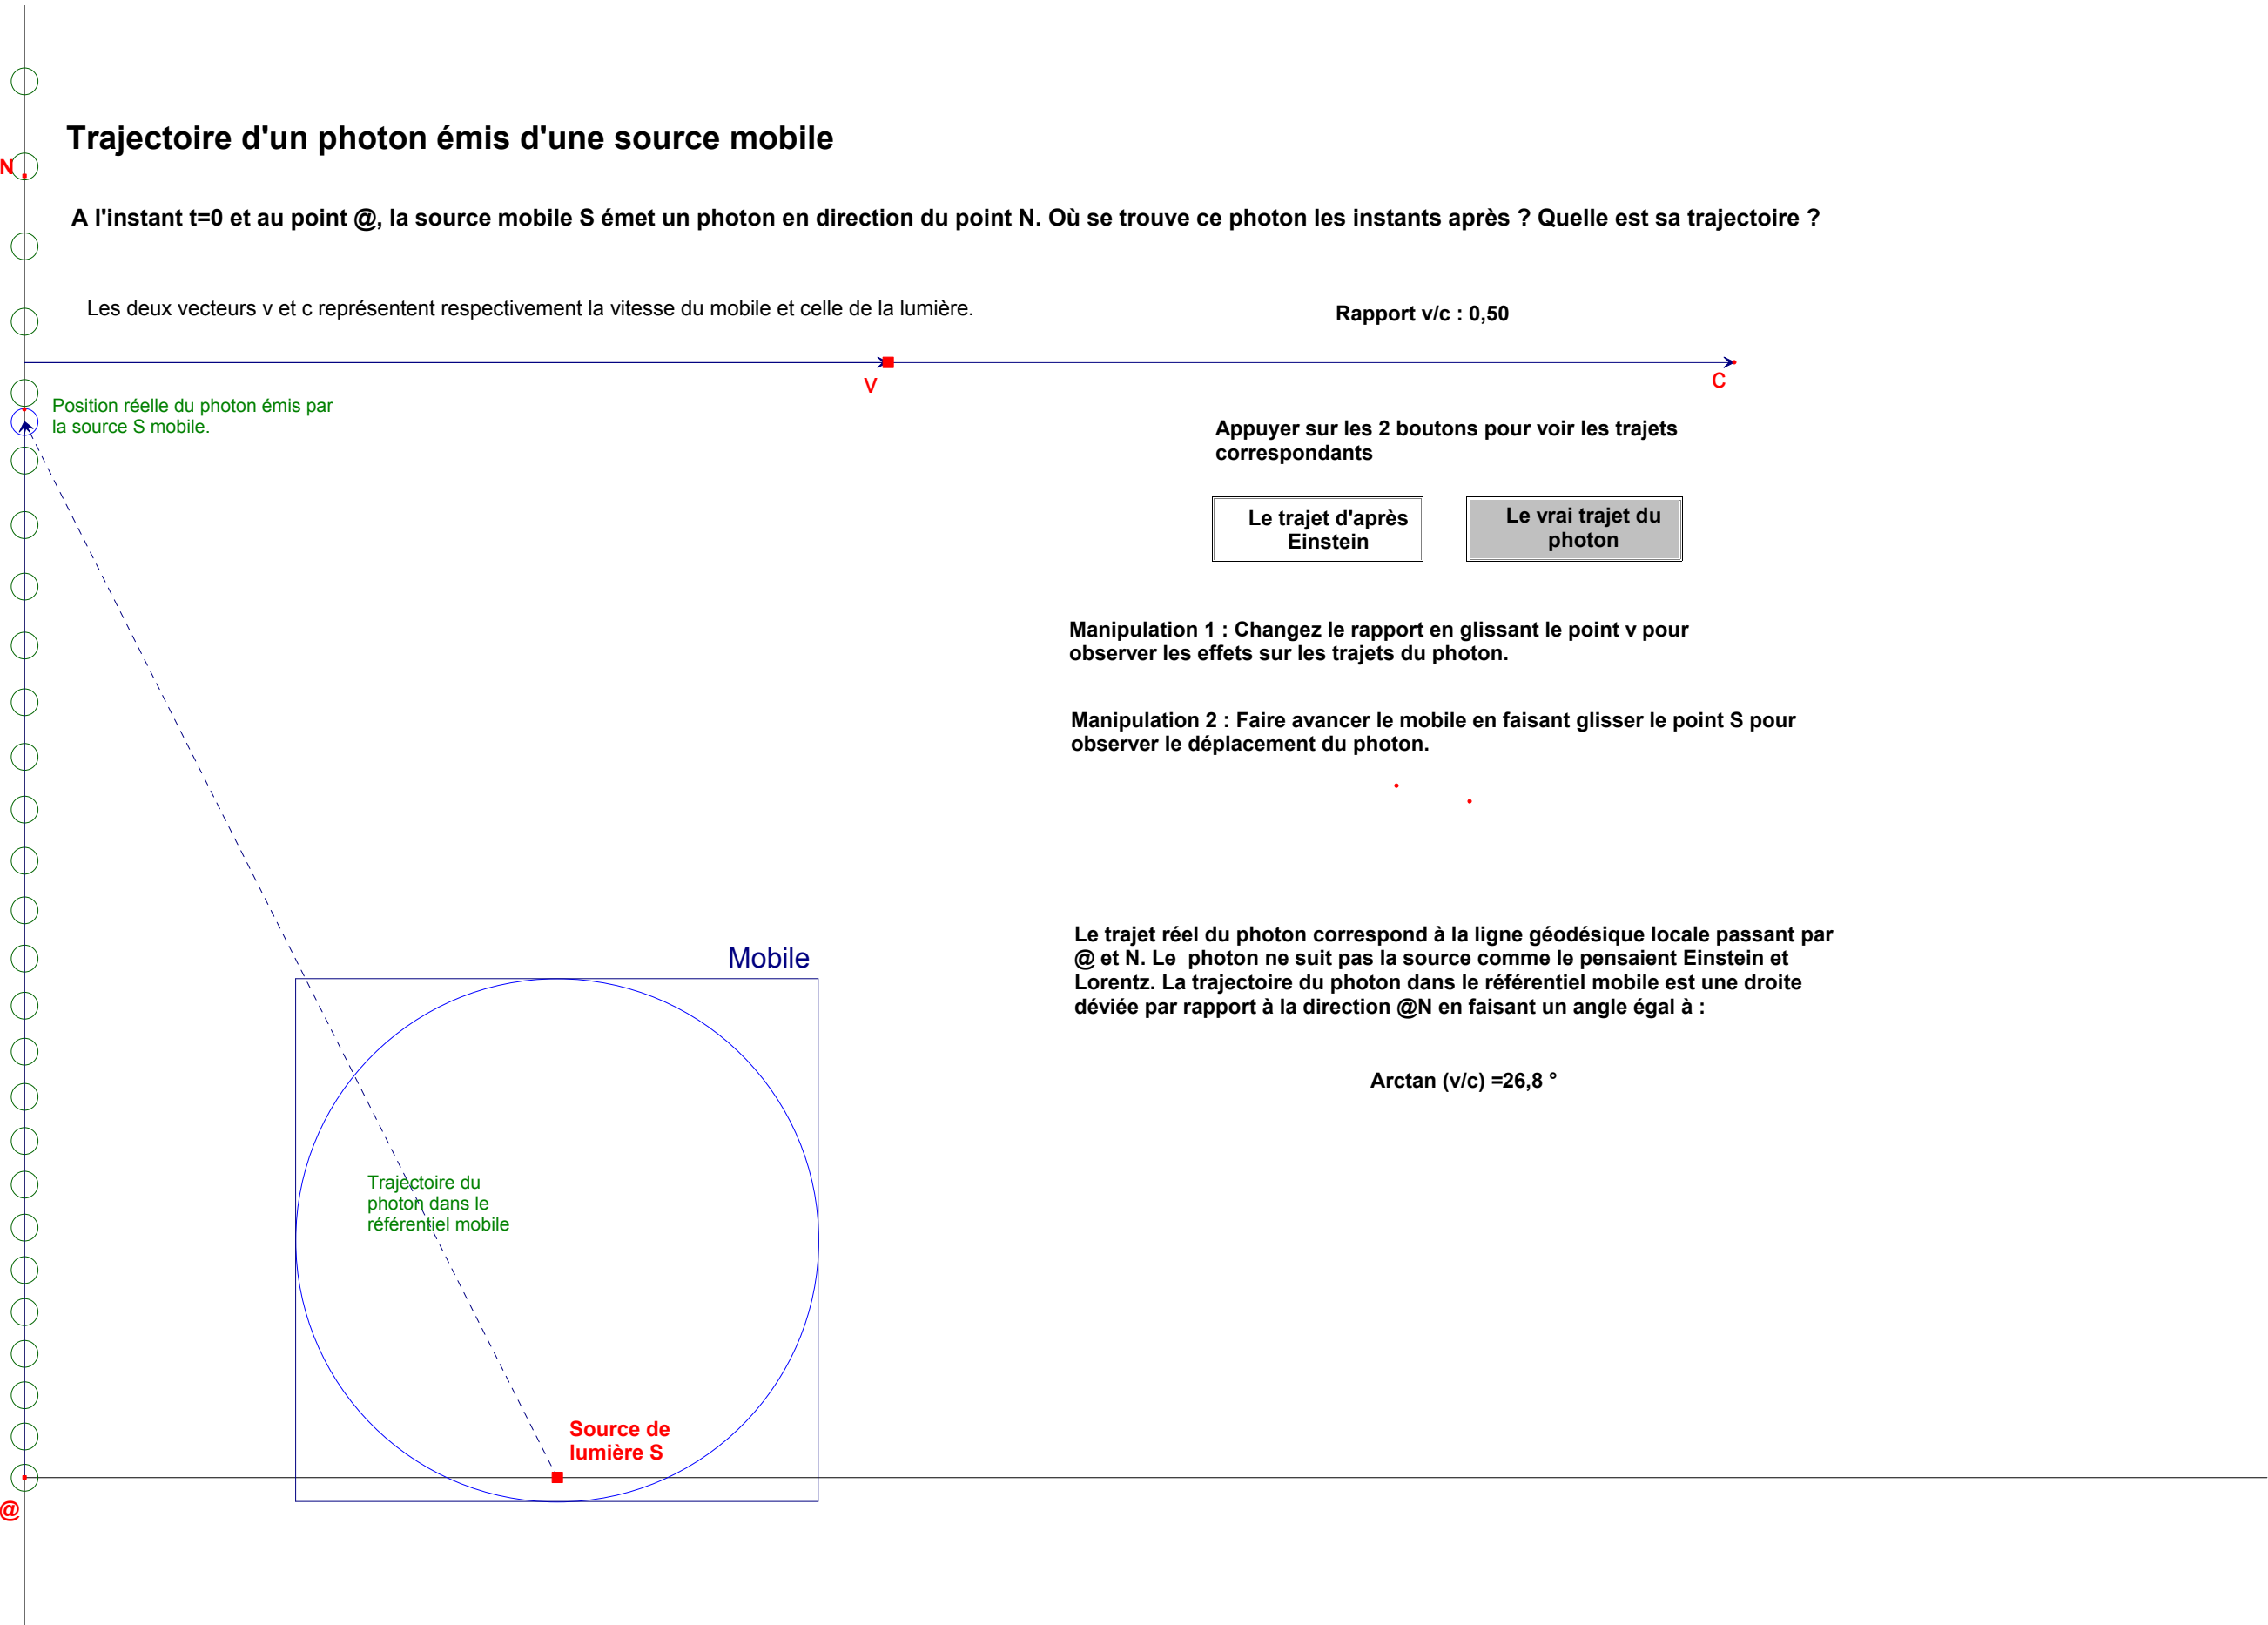 Trajectoire d'un photon émis d'une source mobile
N
A l'instant t=0 et au point @, la source mobile S émet un photon en direction du point N. Où se trouve ce photon les instants après ? Quelle est sa trajectoire ?
Les deux vecteurs v et c représentent respectivement la vitesse du mobile et celle de la lumière.
Rapport v/c : 0,50
v
c
Position réelle du photon émis par
la source S mobile.
Appuyer sur les 2 boutons pour voir les trajets
correspondants
Le trajet d'après
Einstein
Le vrai trajet du
photon
Manipulation 1 : Changez le rapport en glissant le point v pour
observer les effets sur les trajets du photon.
Manipulation 2 : Faire avancer le mobile en faisant glisser le point S pour
observer le déplacement du photon.
Le trajet réel du photon correspond à la ligne géodésique locale passant par
@ et N. Le  photon ne suit pas la source comme le pensaient Einstein et
Lorentz. La trajectoire du photon dans le référentiel mobile est une droite
déviée par rapport à la direction @N en faisant un angle égal à :
Arctan (v/c) =26,8 °
Mobile
Trajectoire du
photon dans le
référentiel mobile
Source de
lumière S
@